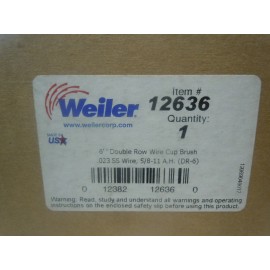 Item #
12636
Quantity:
1
Weiler
www.weilercorp.com
MADE IN
USA
6" Double Row Wire Cup Brush
.023 SS Wire, 5/8-11 A.H. (DR-6)
0 12382 12636 0
Warning. Read, study and understand all warnings and operating
instructions on the enclosed safety slip before using this product.